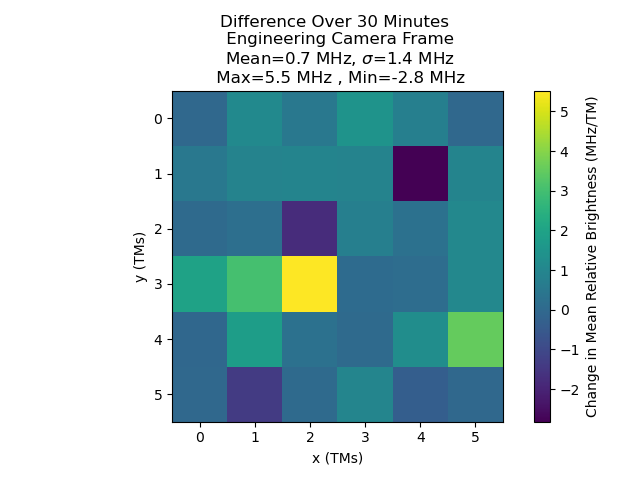 Difference Over 30 Minutes
Engineering Camera Frame
Mean=0.7 MHz, σ=1.4 MHz
Max=5.5 MHz , Min=-2.8 MHz
0
1
2
3
4
5
y (TMs)
0 1 2 3 4 5
x (TMs)
5
4
3
2
1
0
−1
−2
Change in Mean Relative Brightness (MHz/TM)